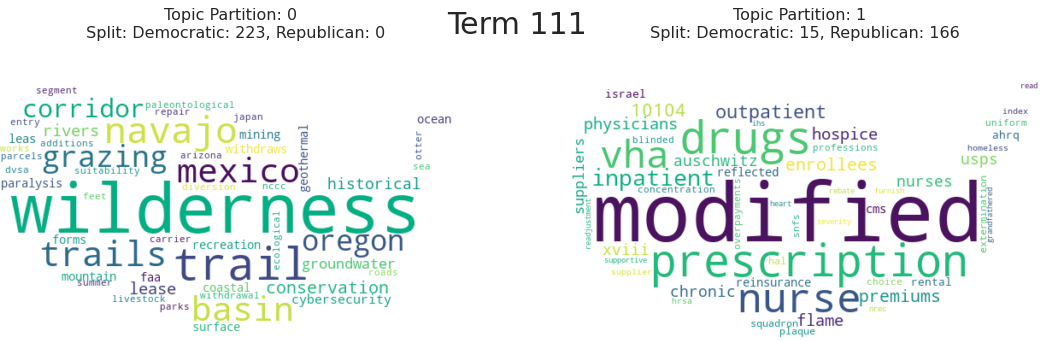 Topic Partition: 0
Split: Democratic: 223, Republican: 0
Term 111
Topic Partition: 1
Split: Democratic: 15, Republican: 166
segment
corridor
paleontological
repair
entry
rivers
navajo
japan
ocean
leas
additions
mining
works
grazing
arizona
withdraws
geothermal
otter
parcels
dvsa
suitability
mexico
sea
paralysis
diversion
nccc
historical
feet
wilderness
forms
carrier
recreation
ecological
oregon
trails
trail
groundwater
mountain
faa
roads
summer
lease
coastal
conservation
livestock
withdrawal
cybersecurity
parks
basin
surface
read
israel
10104
outpatient
index
physicians
ihs
uniform
blinded
drugs
hospice
ahrq
suppliers
vha
professions
homeless
auschwitz
enrollees
usps
inpatient
reflected
nurses
concentration
rebate
furnish
modified
readjustment
overpayments
heart
cms
extermination
grandfathered
snfs
severity
xviii
supportive
prescription
hal
supplier
chronic
reinsurance
choice
rental
hrsa
nurse
premiums
nrec
squadron
flame
plaque